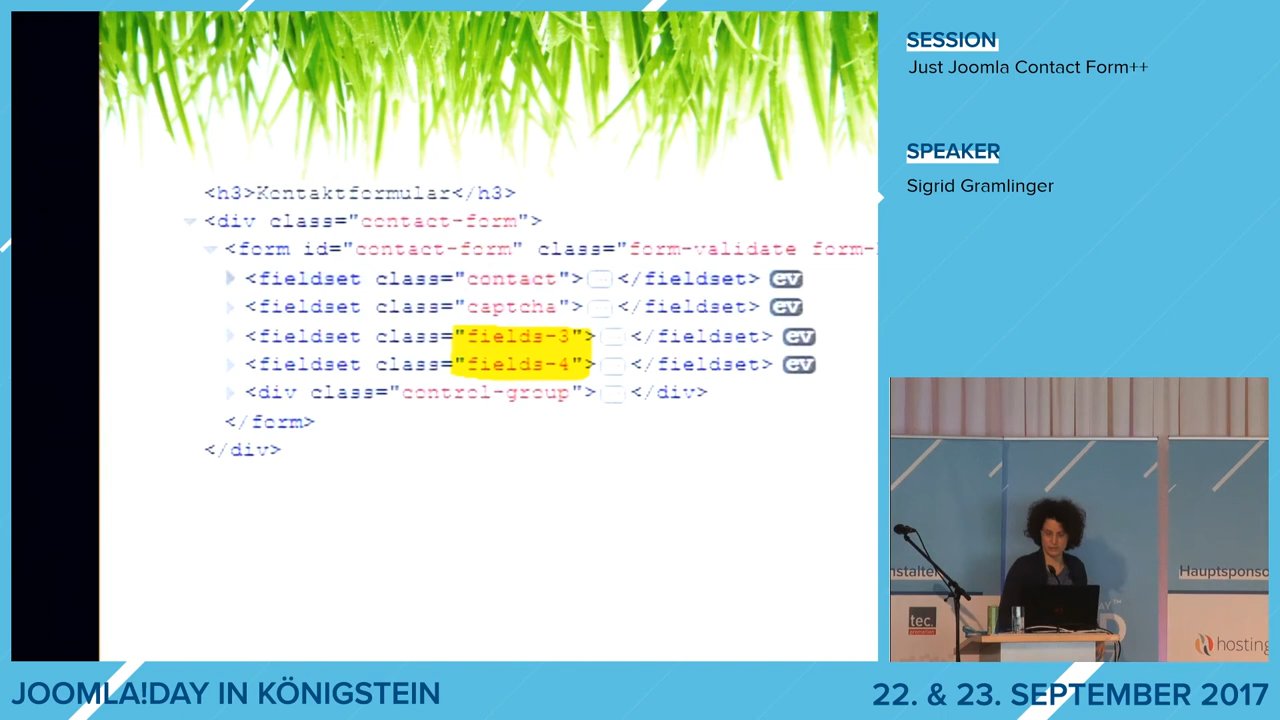 SESSION
Just Joomla Contact Form++
SPEAKER
Sigrid Gramlinger
<h3>Kontaktformular</h3>
<div class="contact-form">
<form id="contact-form" class="form-validate form-
<fieldset class="contact"> </fieldset> ev
<fieldset class="captcha"> </fieldset> ev
<fieldset class="fields-3"> </fieldset> ev
<fieldset class="fields-4"> </fieldset> ev
<div class="control-group"> </div>
</form>
</div>
nstalter
Hauptsponso
tec.
hosting
JOOMLA!DAY IN KÖNIGSTEIN
22. & 23. SEPTEMBER 2017